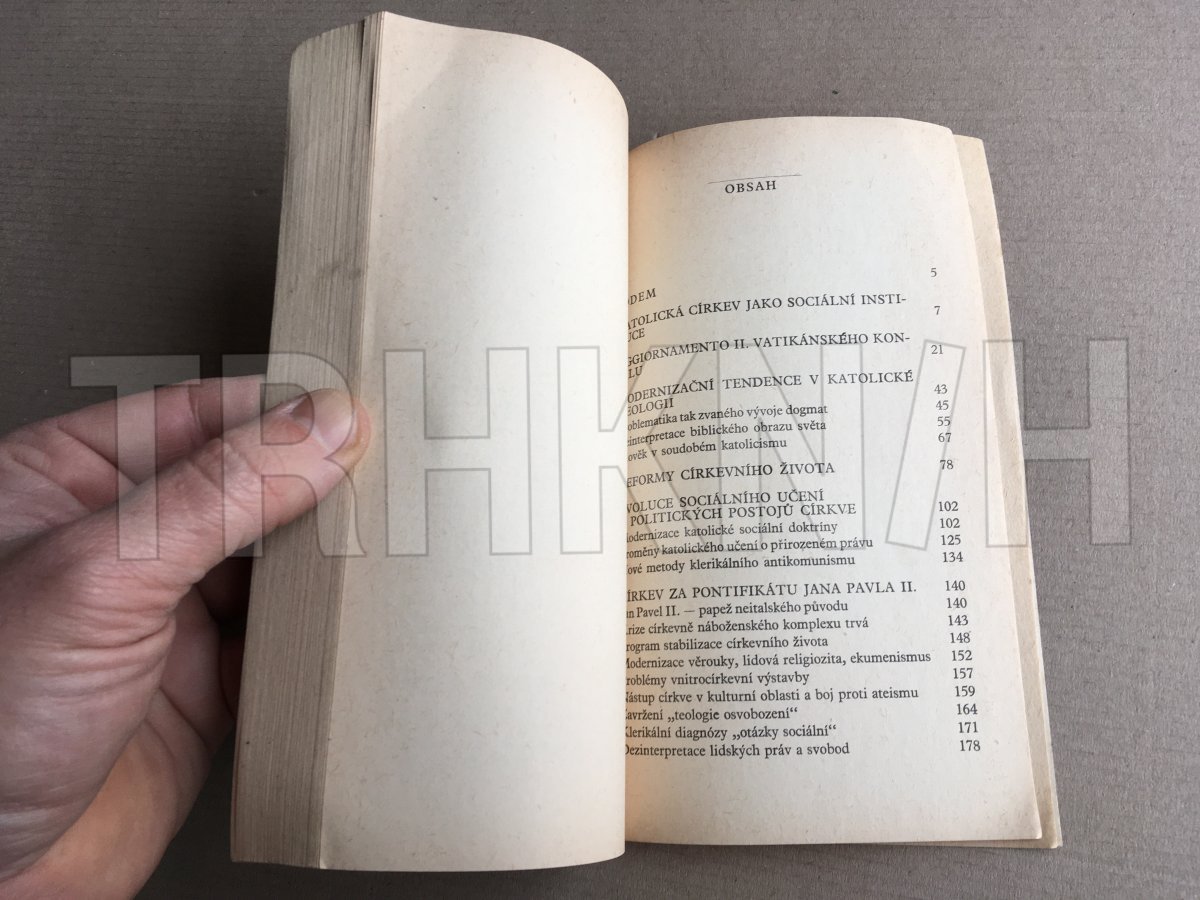 OBSAH
ODEM 5
ATOLICKÁ CÍRKEV JAKO SOCIÁLNÍ INSTI-
UCE 7
GGIORNAMENTO II. VATIKÁNSKÉHO KON-
LU 21
ODERNIZAČNÍ TENDENCE V KATOLICKÉ
EOLOGII 43
oblematika tak zvaného vývoje dogmat 45
interpretace biblického obrazu světa 55
ověk v soudobém katolicismu 67
EFORMY CÍRKEVNÍHO ŽIVOTA 78
VOLUCE SOCIÁLNÍHO UČENÍ
POLITICKÝCH POSTOJŮ CÍRKVE 102
odernizace katolické sociální doktríny 102
roměny katolického učení o přirozeném právu 125
ové metody klerikálního antikomunismu 134
ÍRKEV ZA PONTIFIKÁTU JANA PAVLA II. 140
n Pavel II. — papež neitalského původu 140
rize církevně náboženského komplexu trvá 143
rogram stabilizace církevního života 148
Modernizace věrouky, lidová religiozita, ekumenismus 152
roblémy vnitrocírkevní výstavby 157
Nástup církve v kulturní oblasti a boj proti ateismu 159
Zavržení „teologie osvobození“ 164
Klerikální diagnózy „otázky sociální“ 171
Dezinterpretace lidských práv a svobod 178
TRHKNIH